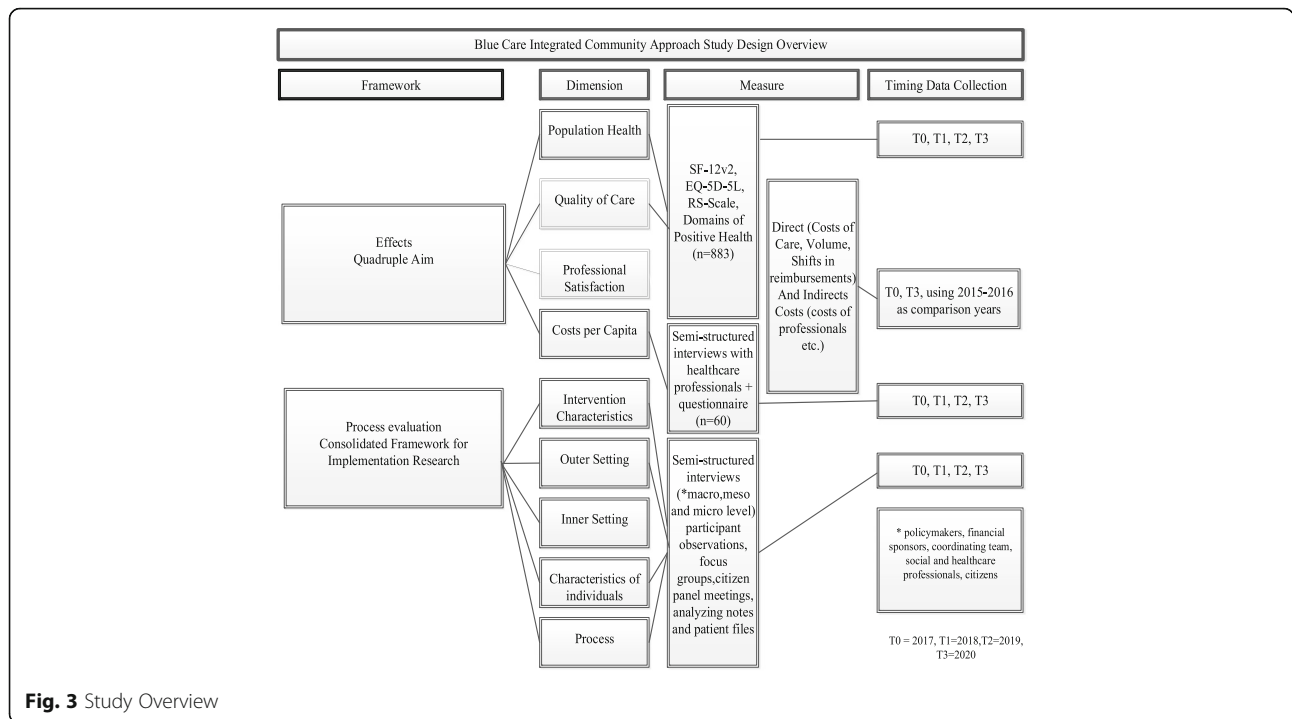 Blue Care Integrated Community Approach Study Design Overview
Framework
Dimension
Measure
Timing Data Collection
Effects
Quadruple Aim
Process evaluation
Consolidated Framework for
Implementation Research
Population Health
Quality of Care
Professional
Satisfaction
Costs per Capita
Intervention
Characteristics
Outer Setting
Inner Setting
Characteristics of
individuals
Process
SF-12v2,
EQ-5D-5L,
RS-Scale,
Domains of
Positive Health
(n=883)
Semi-structured
interviews with
healthcare
professionals +
questionnaire
(n=60)
Semi-structured
interviews
(*macro,meso
and micro level)
participant
observations,
focus
groups,citizen
panel meetings,
analyzing notes
and patient files
Direct (Costs of
Care, Volume,
Shifts in
reimbursements)
And Indirects
Costs (costs of
professionals
etc.)
T0, T1, T2, T3
T0, T3, using 2015-2016
as comparison years
T0, T1, T2, T3
T0, T1, T2, T3
* policymakers, financial
sponsors, coordinating team,
social and healthcare
professionals, citizens
T0 = 2017, T1=2018,T2=2019,
T3=2020
Fig. 3 Study Overview